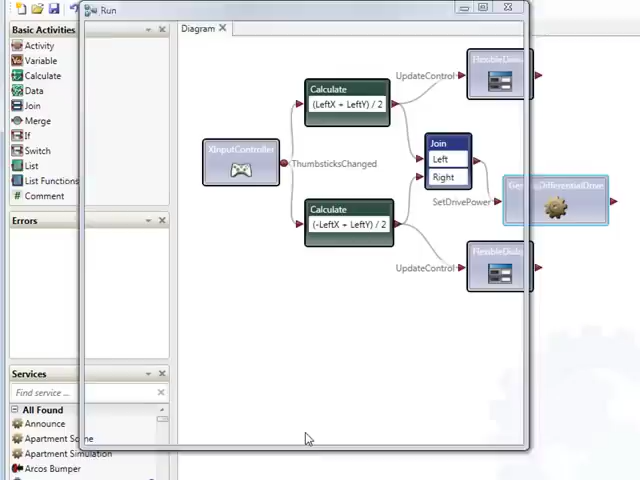 Run
Basic Activities
Activity
Variable
Calculate
Data
Join
Merge
If
Switch
List
List Functions
Comment
Errors
Services
Find service ...
All Found
Announce
Apartment Scene
Apartment Simulation
Arcos Bumper
Diagram
XInputController
ThumbsticksChanged
Calculate
(LeftX + LeftY) / 2
Calculate
(-LeftX + LeftY) / 2
UpdateControl
Join
Left
Right
SetDrivePower
DifferentialDrive
UpdateControl